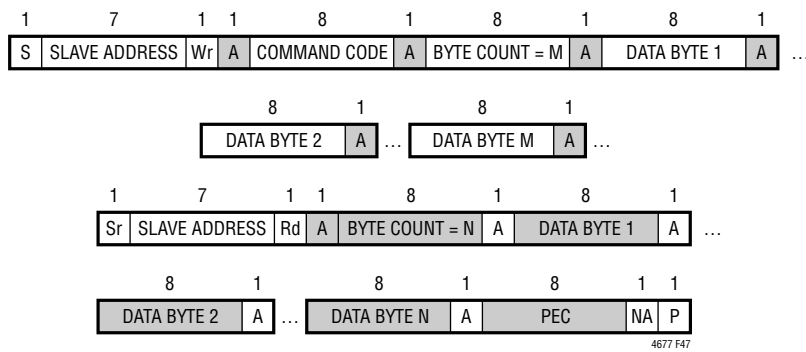 1 7 1 1 8 1 8 1 8 1
S SLAVE ADDRESS Wr A COMMAND CODE A BYTE COUNT = M A DATA BYTE 1 A …
8 1 8 1
DATA BYTE 2 A … DATA BYTE M A …
1 7 1 1 8 1 8 1
Sr SLAVE ADDRESS Rd A BYTE COUNT = N A DATA BYTE 1 A …
8 1 8 1 8 1 1
DATA BYTE 2 A … DATA BYTE N A PEC NA P
4677 F47